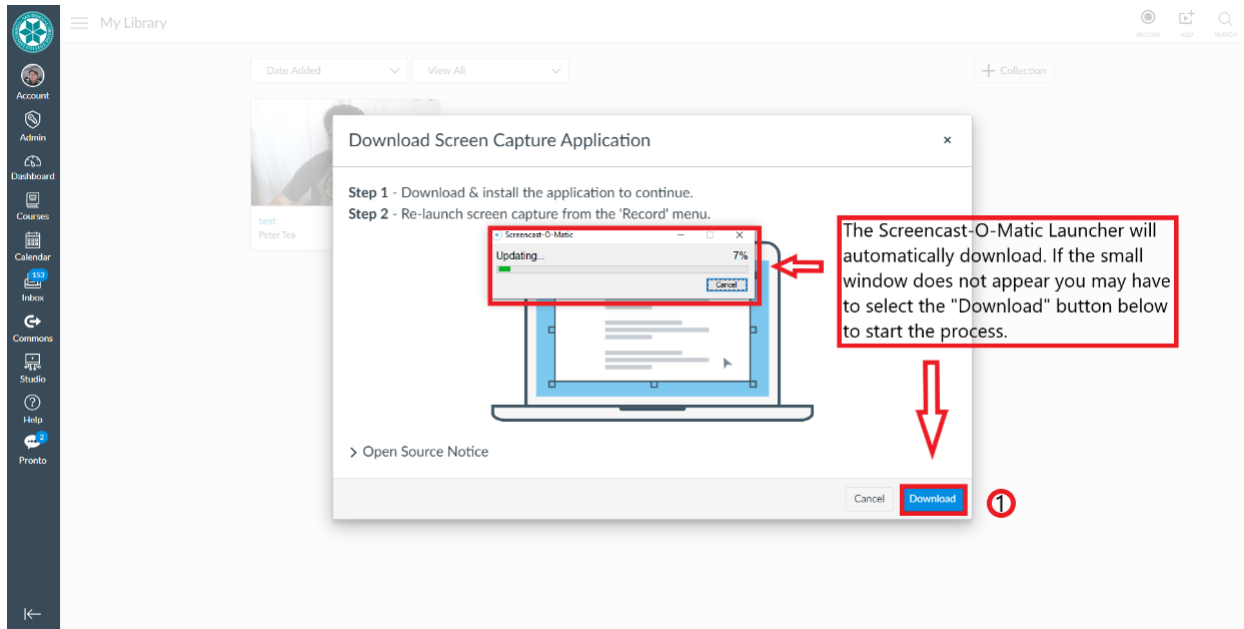 My Library
RECORD
ADD
SEARCH
Date Added
View All
+ Collection
Account
Admin
Dashboard
Courses
Calendar
153
Inbox
Commons
Studio
Help
2
Pronto
test
Peter Tea
Download Screen Capture Application
×
Step 1 - Download & install the application to continue.
Step 2 - Re-launch screen capture from the 'Record' menu.
Screencast-O-Matic
Updating...
7%
Cancel
The Screencast-O-Matic Launcher will
automatically download. If the small
window does not appear you may have
to select the "Download" button below
to start the process.
> Open Source Notice
Cancel
Download
1